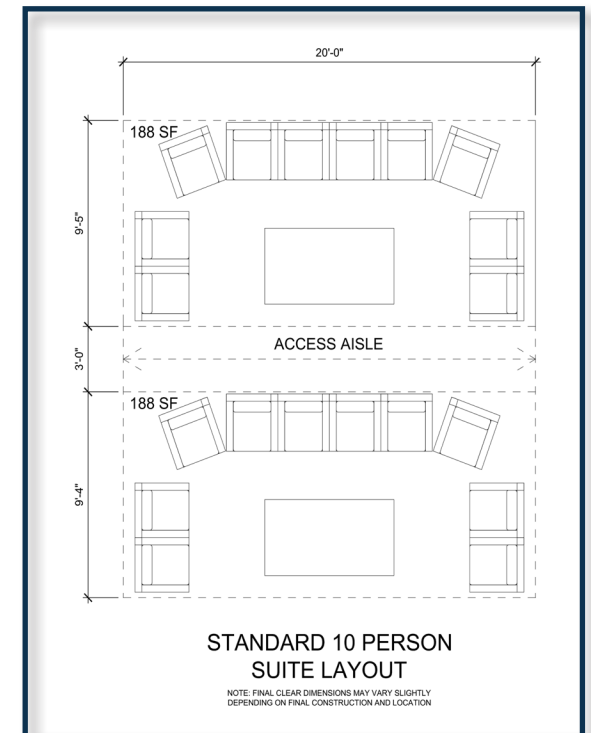 20'-0"
188 SF
9'-5"
ACCESS AISLE
3'-0"
188 SF
9'-4"
STANDARD 10 PERSON
SUITE LAYOUT
NOTE: FINAL CLEAR DIMENSIONS MAY VARY SLIGHTLY
DEPENDING ON FINAL CONSTRUCTION AND LOCATION